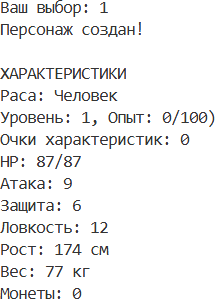 Ваш выбор: 1
Персонаж создан!
ХАРАКТЕРИСТИКИ
Раса: Человек
Уровень: 1, Опыт: 0/100)
Очки характеристик: 0
HP: 87/87
Атака: 9
Защита: 6
Ловкость: 12
Рост: 174 см
Вес: 77 кг
Монеты: 0